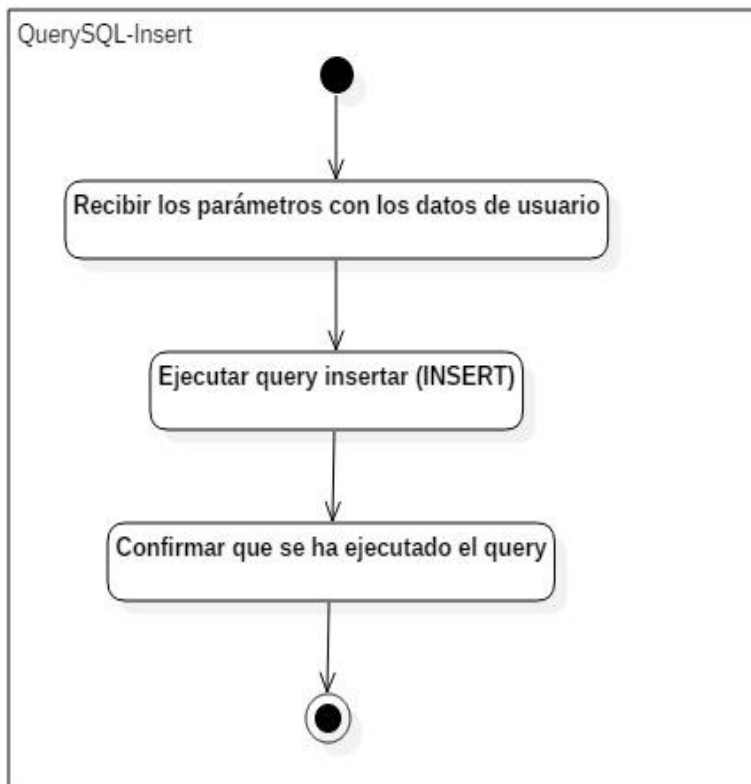 QuerySQL-Insert
Recibir los parámetros con los datos de usuario
Ejecutar query insertar (INSERT)
Confirmar que se ha ejecutado el query